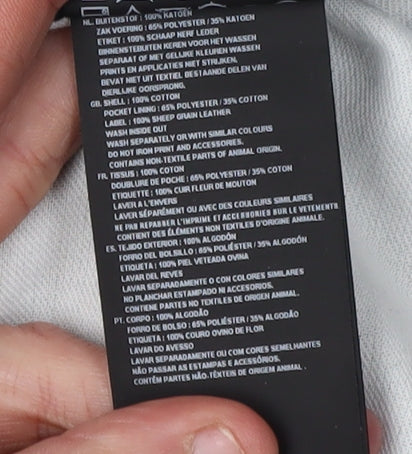 NL. BUITENSTOF : 100% KATOEN
ZAK VOERING : 65% POLYESTER / 35% KATOEN
ETIKET : 100% SCHAAP NERF LEDER
BINNENSTEBUITEN KEREN VOOR HET WASSEN
SEPARAAT OF MET GELIJKE KLEUREN WASSEN
PRINTS EN APPLICATIES NIET STRIJKEN.
BEVAT NIET UIT TEXTIEL BESTAANDE DELEN VAN
DIERLIJKE OORSPRONG.
GB. SHELL : 100% COTTON
POCKET LINING : 65% POLYESTER / 35% COTTON
LABEL : 100% SHEEP GRAIN LEATHER
WASH INSIDE OUT
WASH SEPARATELY OR WITH SIMILAR COLOURS
DO NOT IRON PRINT AND ACCESSORIES.
CONTAINS NON-TEXTILE PARTS OF ANIMAL ORIGIN.
FR. TISSUS : 100% COTON
DOUBLURE DE POCHE : 65% POLYESTER / 35% COTON
ETIQUETTE : 100% CUIR FLEUR DE MOUTON
LAVER A L'ENVERS
LAVER SÉPARÉMENT OU AVEC DES COULEURS SIMILAIRES
NE PAS REPASSER L'IMPRIME ET ACCESSOIRES SUR LE VETEMENTS
CONTIENT DES ÉLÉMENTS NON TEXTILES D'ORIGINE ANIMALE.
ES. TEJIDO EXTERIOR : 100% ALGODÓN
FORRO DEL BOLSILLO : 65% POLIÉSTER / 35% ALGODÓN
ETIQUETA : 100% PIEL VETEADA OVINA
LAVAR DEL REVES
LAVAR SEPARADAMENTE O CON COLORES SIMILARES
NO PLANCHAR ESTAMPADO NI ACCESORIOS.
CONTIENE PARTES NO TEXTILES DE ORIGEN ANIMAL.
PT. CORPO : 100% ALGODÃO
FORRO DE BOLSO : 65% POLIÉSTER / 35% ALGODÃO
ETIQUETA : 100% COURO OVINO DE FLOR
LAVAR DO AVESSO
LAVAR SEPARADAMENTE OU COM CORES SEMELHANTES
NÃO PASSAR AS ESTAMPAS E ACESSÓRIOS.
CONTÉM PARTES NÃO-TÊXTEIS DE ORIGEM ANIMAL .